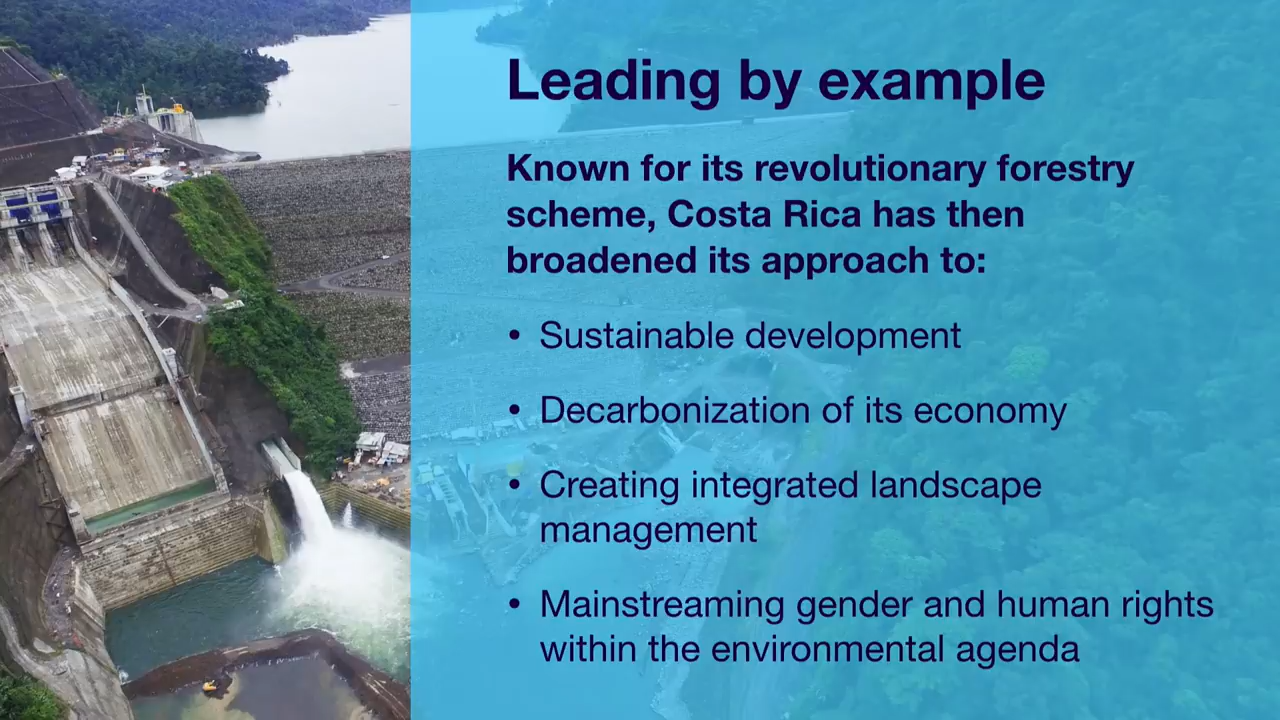 Leading by example
Known for its revolutionary forestry
scheme, Costa Rica has then
broadened its approach to:
• Sustainable development
• Decarbonization of its economy
• Creating integrated landscape
management
• Mainstreaming gender and human rights
within the environmental agenda